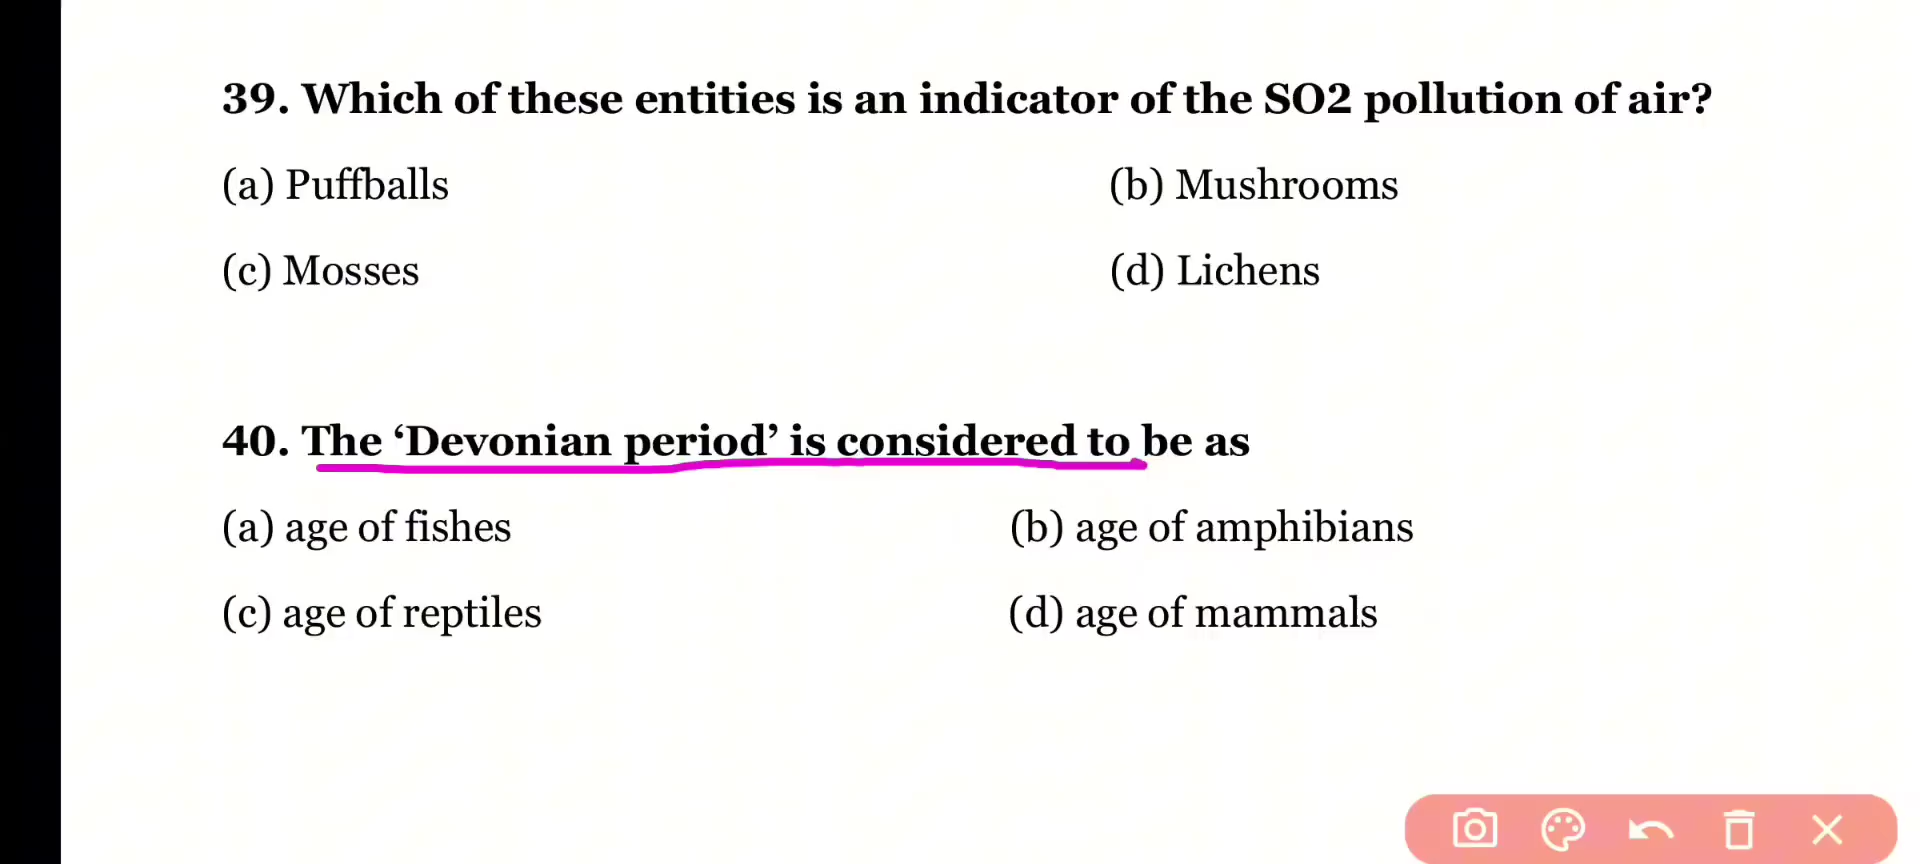 39. Which of these entities is an indicator of the SO2 pollution of air?
(a) Puffballs (b) Mushrooms
(c) Mosses (d) Lichens
40. The ‘Devonian period’ is considered to be as
(a) age of fishes (b) age of amphibians
(c) age of reptiles (d) age of mammals